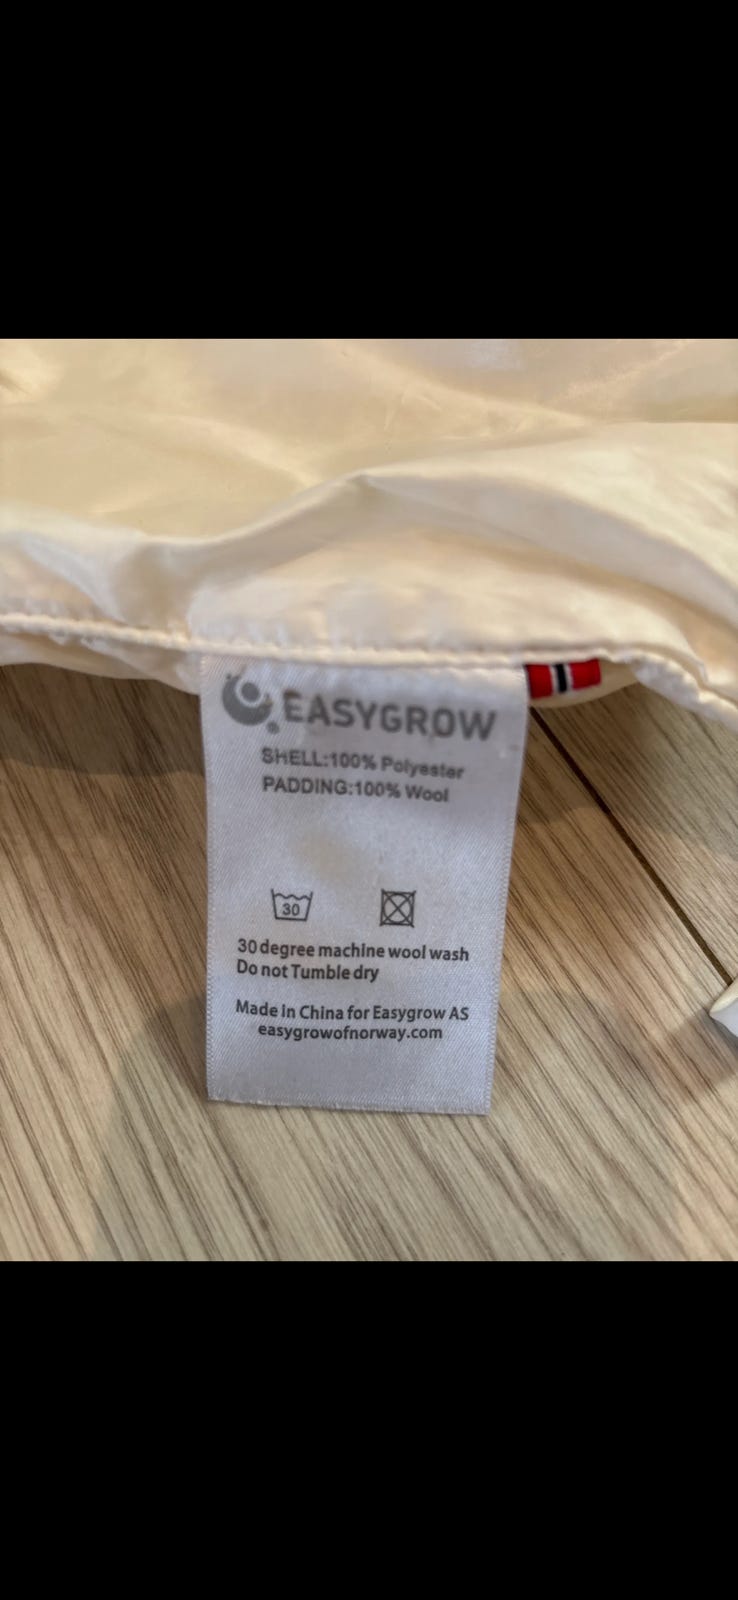 EASYGROW
SHELL:100% Polyester
PADDING:100% Wool
30
30 degree machine wool wash
Do not Tumble dry
Made in China for Easygrow AS
easygrowofnorway.com